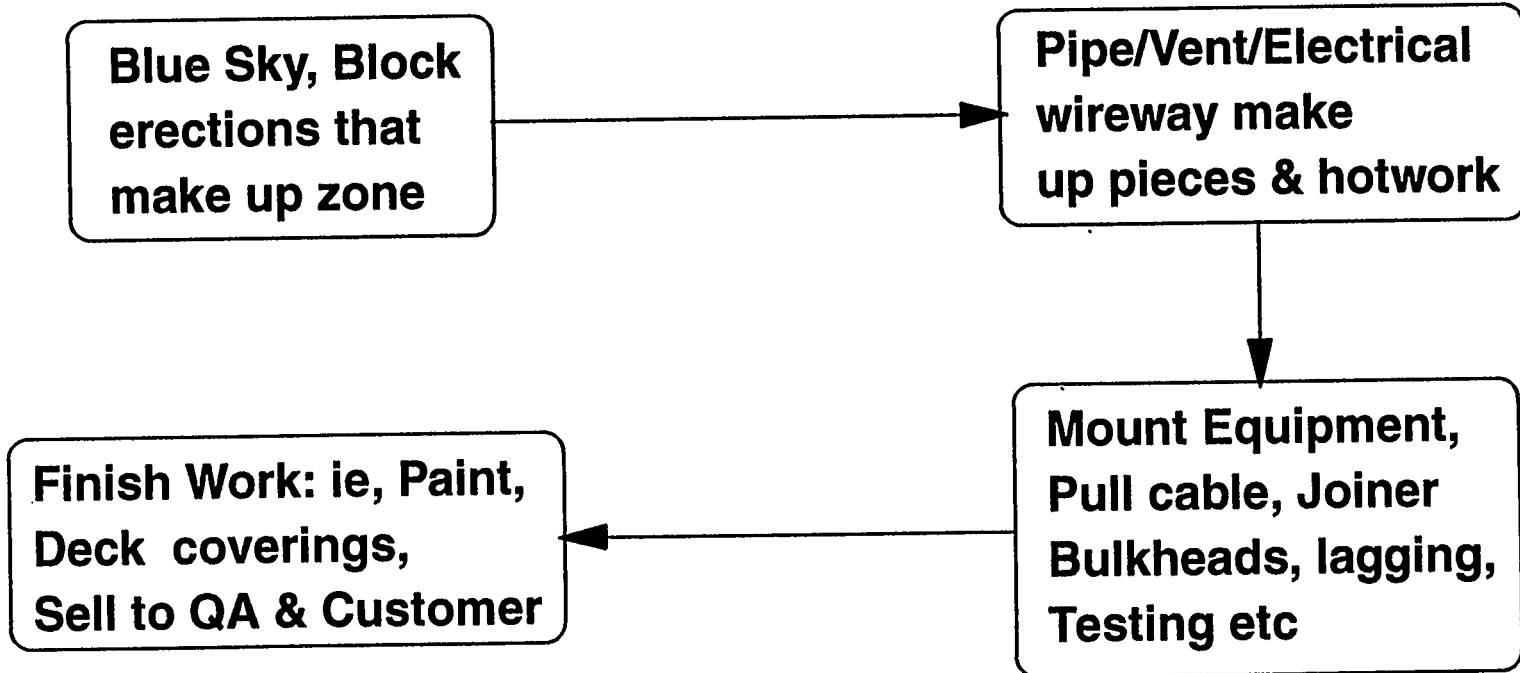 Blue Sky, Block
erections that
make up zone
Pipe/Vent/Electrical
wireway make
up pieces & hotwork
Mount Equipment,
Pull cable, Joiner
Bulkheads, lagging,
Testing etc
Finish Work: ie, Paint,
Deck coverings,
Sell to QA & Customer